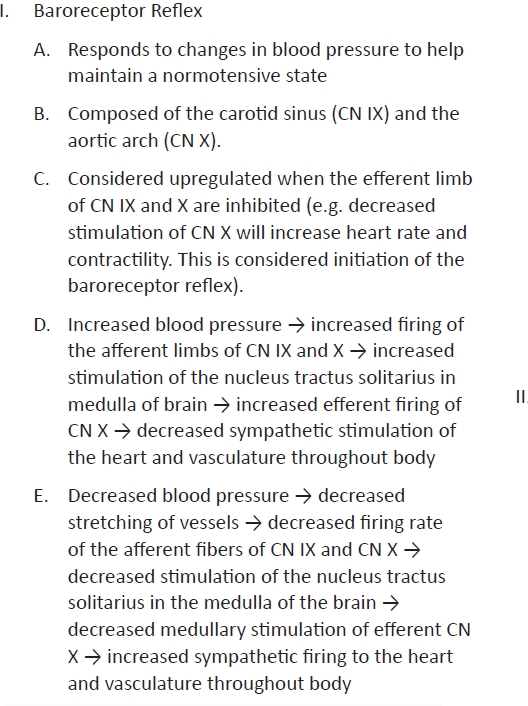 I. Baroreceptor Reflex
A. Responds to changes in blood pressure to help
maintain a normotensive state
B. Composed of the carotid sinus (CN IX) and the
aortic arch (CN X).
C. Considered upregulated when the efferent limb
of CN IX and X are inhibited (e.g. decreased
stimulation of CN X will increase heart rate and
contractility. This is considered initiation of the
baroreceptor reflex).
D. Increased blood pressure → increased firing of
the afferent limbs of CN IX and X → increased
stimulation of the nucleus tractus solitarius in
medulla of brain → increased efferent firing of
CN X → decreased sympathetic stimulation of
the heart and vasculature throughout body
E. Decreased blood pressure → decreased
stretching of vessels → decreased firing rate
of the afferent fibers of CN IX and CN X →
decreased stimulation of the nucleus tractus
solitarius in the medulla of the brain →
decreased medullary stimulation of efferent CN
X → increased sympathetic firing to the heart
and vasculature throughout body
II.